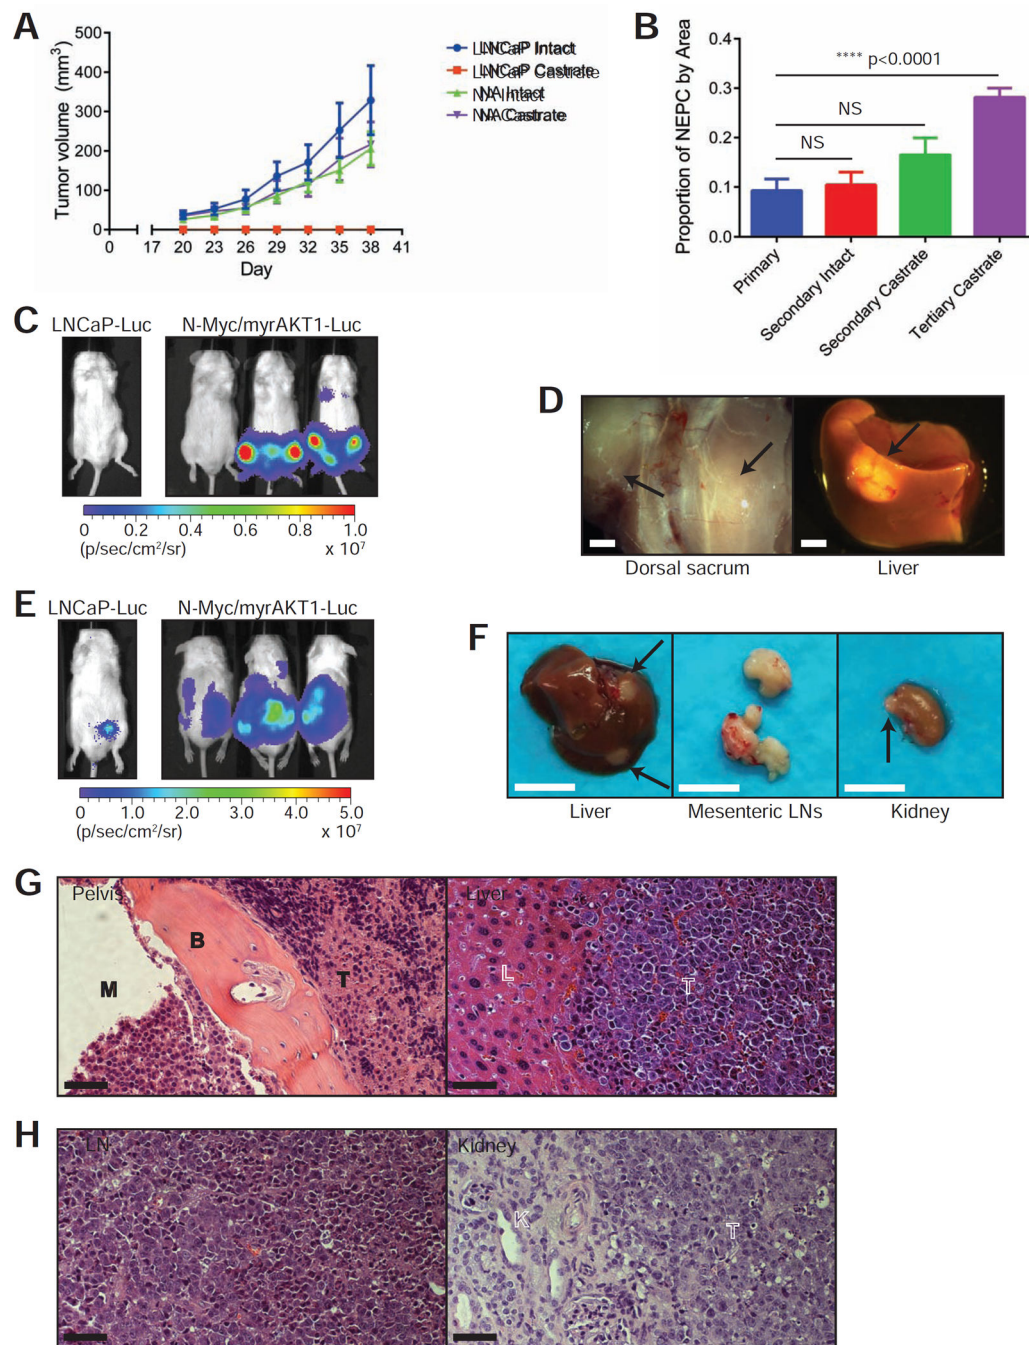 A
Tumor volume (mm³)
500
400
300
200
100
0
0 17 20 23 26 29 32 35 38 41
Day
LNCaP Intact
LNCaP Castrate
NA Intact
NA Castrate
B
Proportion of NEPC by Area
0.4
0.3
0.2
0.1
0.0
**** p<0.0001
NS
NS
Primary
Secondary Intact
Secondary Castrate
Tertiary Castrate
C
LNCaP-Luc N-Myc/myrAKT1-Luc
0 0.2 0.4 0.6 0.8 1.0
(p/sec/cm²/sr) x 10⁷
D
Dorsal sacrum Liver
E
LNCaP-Luc N-Myc/myrAKT1-Luc
0 1.0 2.0 3.0 4.0 5.0
(p/sec/cm²/sr) x 10⁷
F
Liver Mesenteric LNs Kidney
G
Pelvis Liver
B
M
T
L
T
H
LN Kidney
K
T